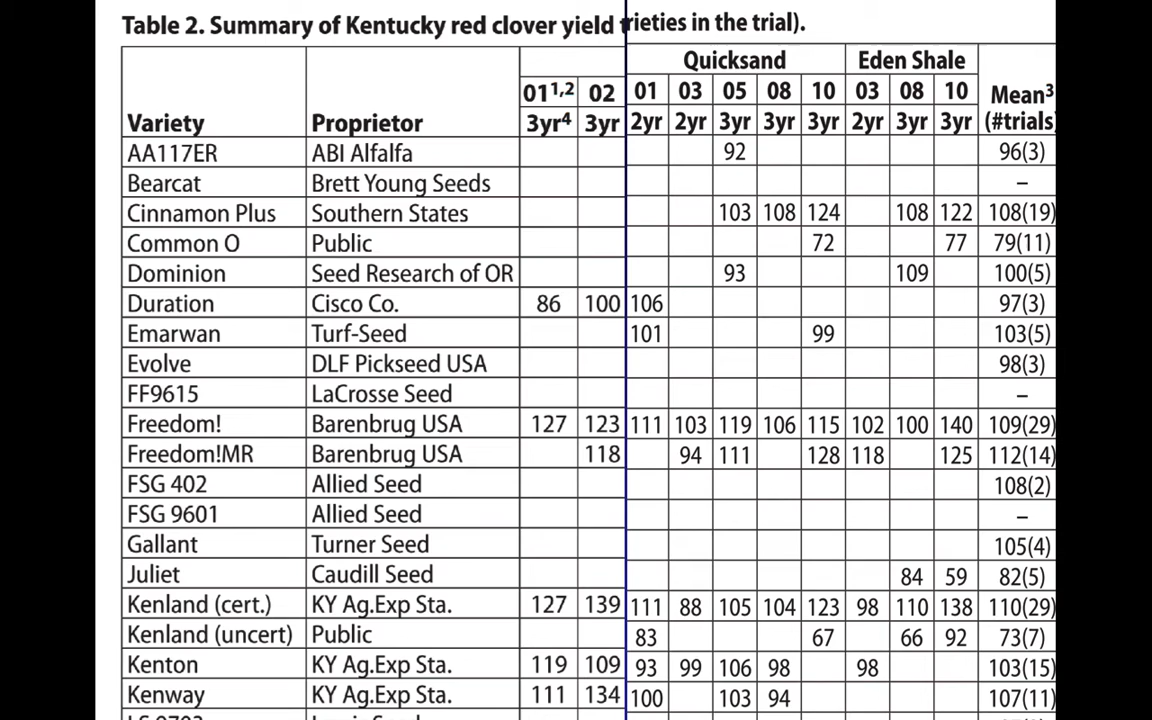 Table 2. Summary of Kentucky red clover yield rieties in the trial).
Quicksand Eden Shale
01¹,² 02 01 03 05 08 10 03 08 10 Mean³
Variety Proprietor 3yr⁴ 3yr 2yr 2yr 3yr 3yr 3yr 2yr 3yr 3yr (#trials
AA117ER ABI Alfalfa 92 96(3)
Bearcat Brett Young Seeds –
Cinnamon Plus Southern States 103 108 124 108 122 108(19)
Common O Public 72 77 79(11)
Dominion Seed Research of OR 93 109 100(5)
Duration Cisco Co. 86 100 106 97(3)
Emarwan Turf-Seed 101 99 103(5)
Evolve DLF Pickseed USA 98(3)
FF9615 LaCrosse Seed –
Freedom! Barenbrug USA 127 123 111 103 119 106 115 102 100 140 109(29)
Freedom!MR Barenbrug USA 118 94 111 128 118 125 112(14)
FSG 402 Allied Seed 108(2)
FSG 9601 Allied Seed –
Gallant Turner Seed 105(4)
Juliet Caudill Seed 84 59 82(5)
Kenland (cert.) KY Ag.Exp Sta. 127 139 111 88 105 104 123 98 110 138 110(29)
Kenland (uncert) Public 83 67 66 92 73(7)
Kenton KY Ag.Exp Sta. 119 109 93 99 106 98 98 103(15)
Kenway KY Ag.Exp Sta. 111 134 100 103 94 107(11)